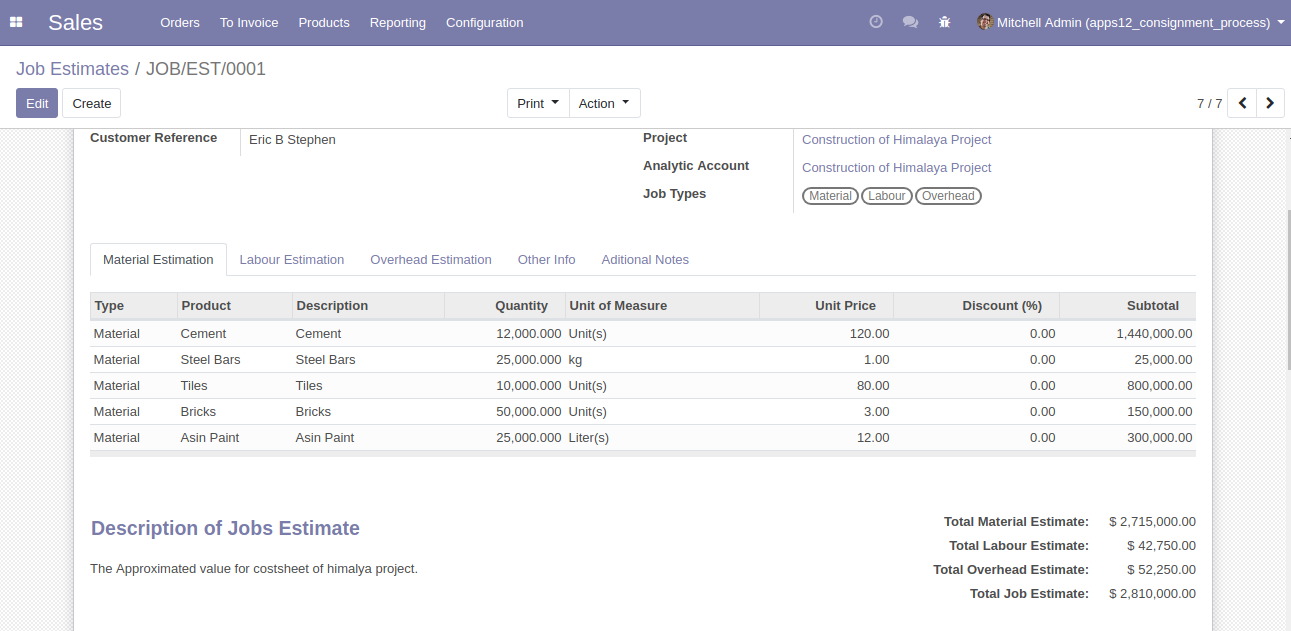 Sales Orders To Invoice Products Reporting Configuration Mitchell Admin (apps12_consignment_process)
Job Estimates / JOB/EST/0001
Edit Create Print Action 7 / 7
Customer Reference Eric B Stephen Project Construction of Himalaya Project
Analytic Account Construction of Himalaya Project
Job Types Material Labour Overhead
Material Estimation Labour Estimation Overhead Estimation Other Info Aditional Notes
Type Product Description Quantity Unit of Measure Unit Price Discount (%) Subtotal
Material Cement Cement 12,000.000 Unit(s) 120.00 0.00 1,440,000.00
Material Steel Bars Steel Bars 25,000.000 kg 1.00 0.00 25,000.00
Material Tiles Tiles 10,000.000 Unit(s) 80.00 0.00 800,000.00
Material Bricks Bricks 50,000.000 Unit(s) 3.00 0.00 150,000.00
Material Asin Paint Asin Paint 25,000.000 Liter(s) 12.00 0.00 300,000.00
Description of Jobs Estimate
The Approximated value for costsheet of himalya project.
Total Material Estimate: $ 2,715,000.00
Total Labour Estimate: $ 42,750.00
Total Overhead Estimate: $ 52,250.00
Total Job Estimate: $ 2,810,000.00